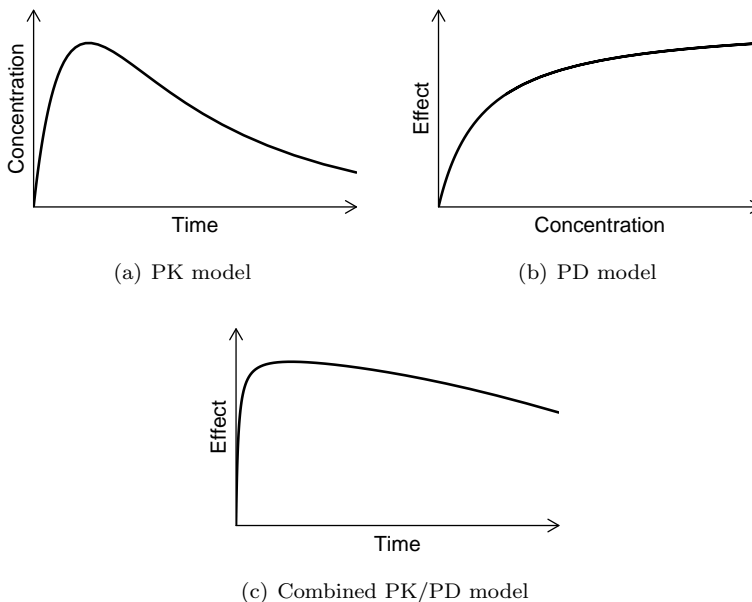 Concentration
Time
(a) PK model
Effect
Concentration
(b) PD model
Effect
Time
(c) Combined PK/PD model